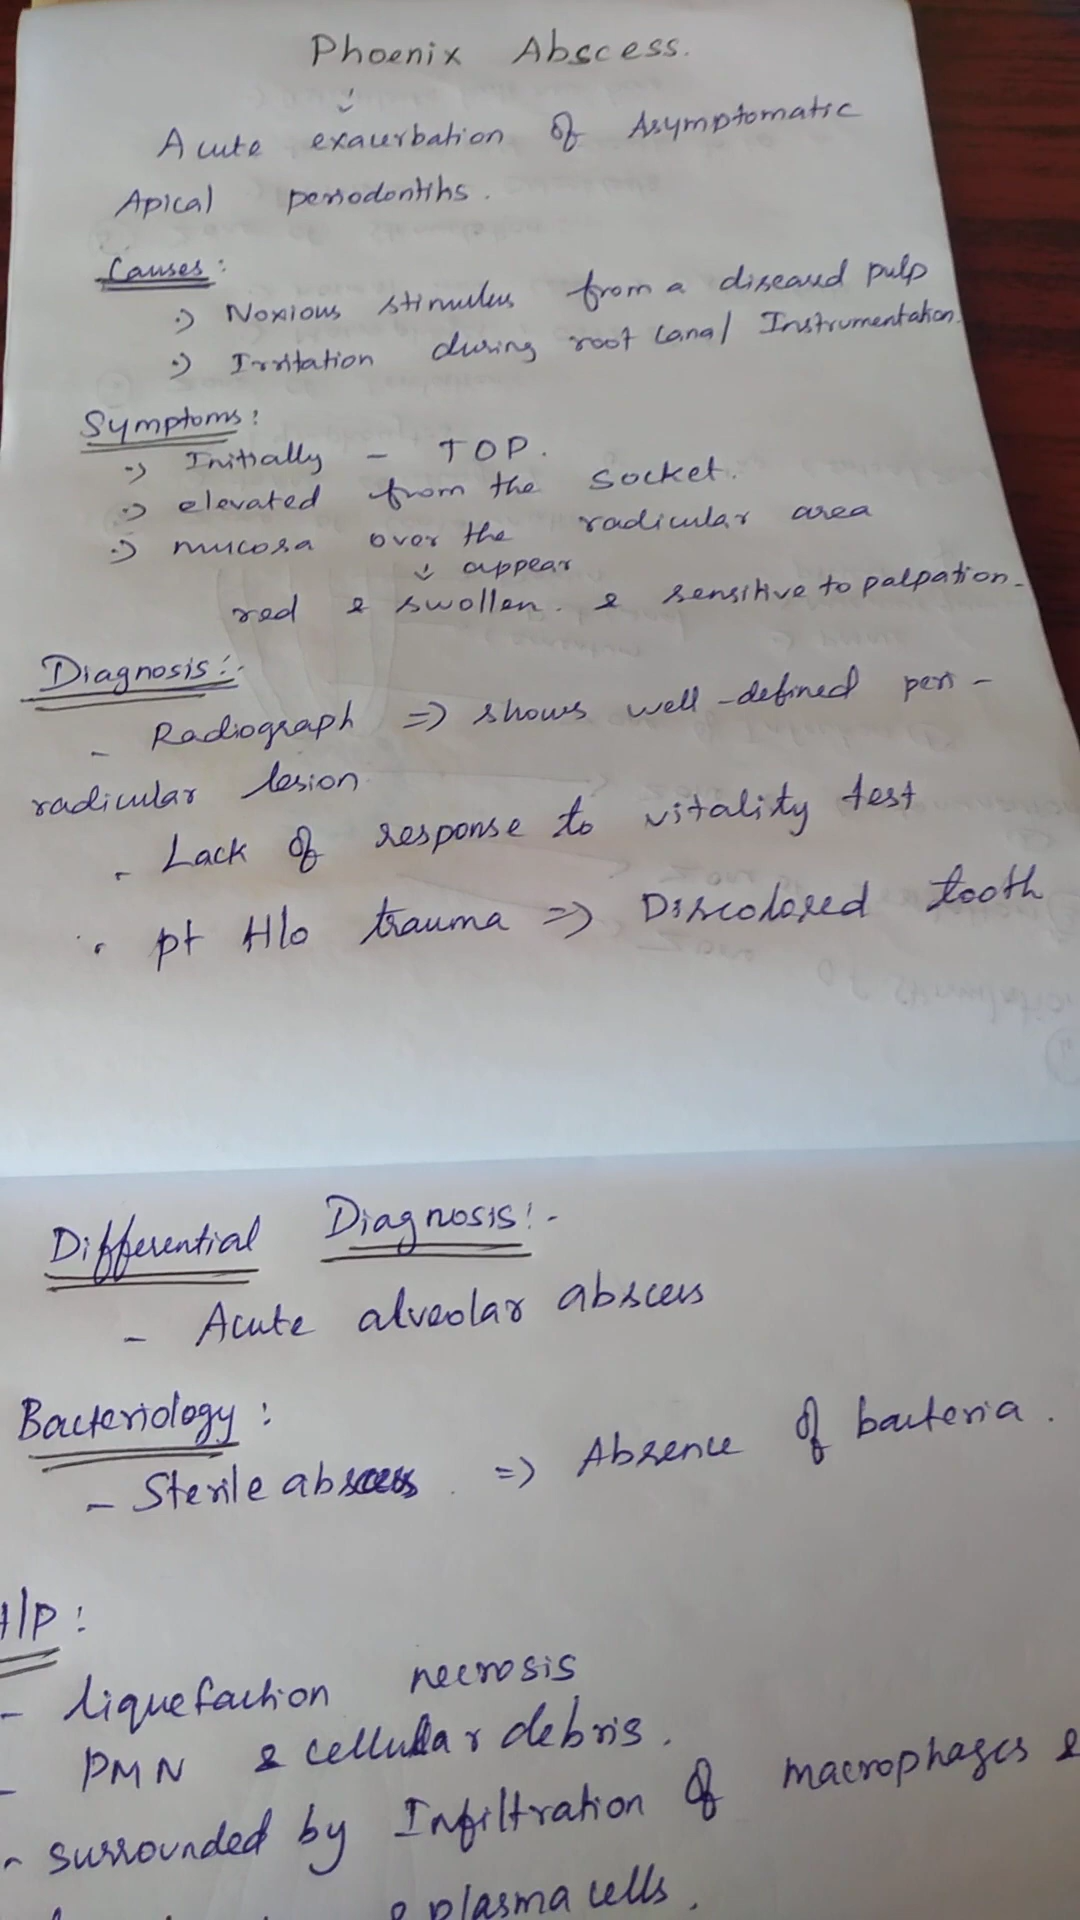 Phoenix Abscess.
Acute exaurbation of Asymptomatic
Apical periodontitis.
Causes:
Noxious stimulus from a diseased pulp
Irritation during root canal Instrumentation.
Symptoms:
Initially - TOP.
elevated from the socket.
mucosa over the radicular area
appear
red & swollen. & sensitive to palpation.
Diagnosis:-
- Radiograph => shows well-defined peri-
radicular lesion.
- Lack of response to vitality test
- pt H/o trauma => Discolored tooth
Differential Diagnosis:-
- Acute alveolar abscess
Bacteriology:
- Sterile abscess. => Absence of bacteria.
H/P:
- liquefaction necrosis
- PMN & cellular debris.
- surrounded by Infiltration of macrophages &
& plasma cells.